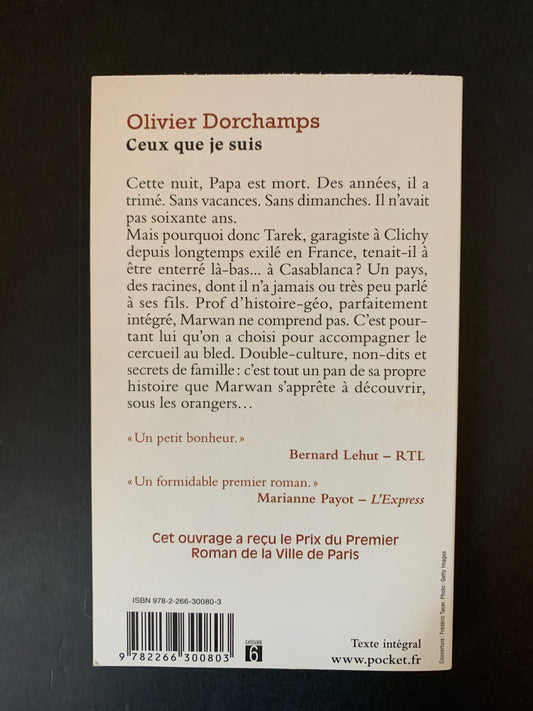 Olivier Dorchamps
Ceux que je suis
Cette nuit, Papa est mort. Des années, il a
trimé. Sans vacances. Sans dimanches. Il n'avait
pas soixante ans.
Mais pourquoi donc Tarek, garagiste à Clichy
depuis longtemps exilé en France, tenait-il à
être enterré là-bas... à Casablanca ? Un pays,
des racines, dont il n'a jamais ou très peu parlé
à ses fils. Prof d'histoire-géo, parfaitement
intégré, Marwan ne comprend pas. C'est pour-
tant lui qu'on a choisi pour accompagner le
cercueil au bled. Double-culture, non-dits et
secrets de famille : c'est tout un pan de sa propre
histoire que Marwan s'apprête à découvrir,
sous les orangers…
« Un petit bonheur. »
Bernard Lehut – RTL
« Un formidable premier roman. »
Marianne Payot – L'Express
Cet ouvrage a reçu le Prix du Premier
Roman de la Ville de Paris
ISBN 978-2-266-30080-3
9 782266 300803
CATÉGORIE
6
Texte intégral
www.pocket.fr
Couverture : Frédéric Tacer. Photo : Getty Images